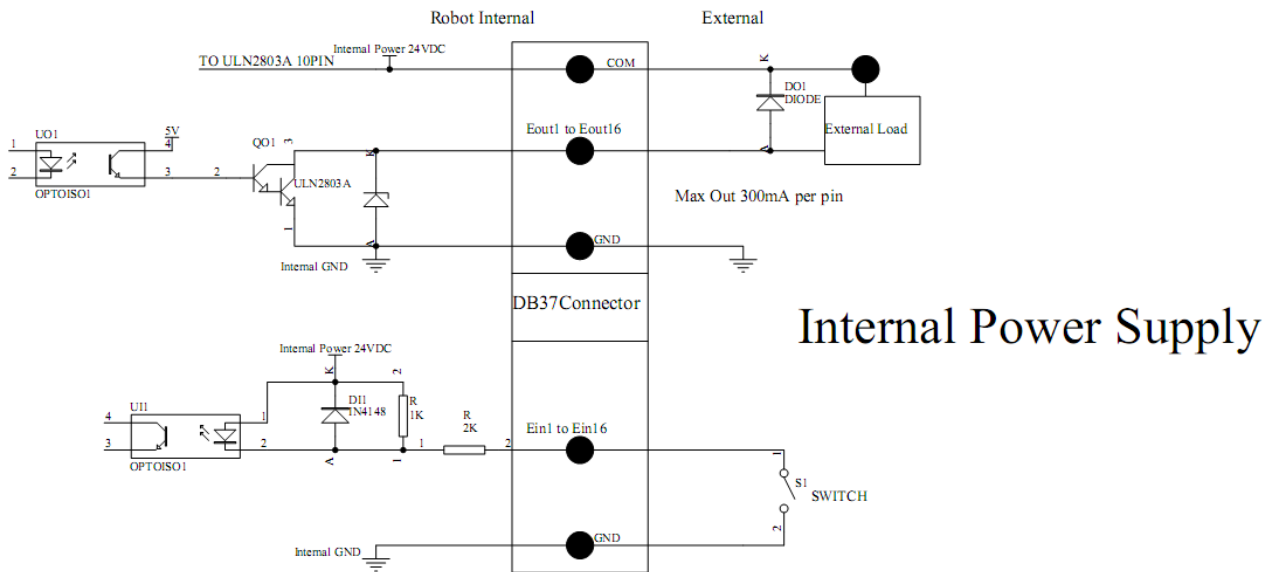 Robot Internal
External
Internal Power 24VDC
TO ULN2803A 10PIN
COM
K
DO1
DIODE
A
External Load
Eout1 to Eout16
UO1
5V
4
1
2
3
OPTOISO1
QO1
3
2
1
ULN2803A
K
A
Max Out 300mA per pin
GND
Internal GND
DB37Connector
Internal Power Supply
Internal Power 24VDC
K
2
DI1
1N4148
R
1K
A
1
UI1
4
3
1
2
OPTOISO1
1
R
2K
2
Ein1 to Ein16
1
S1
SWITCH
2
GND
Internal GND